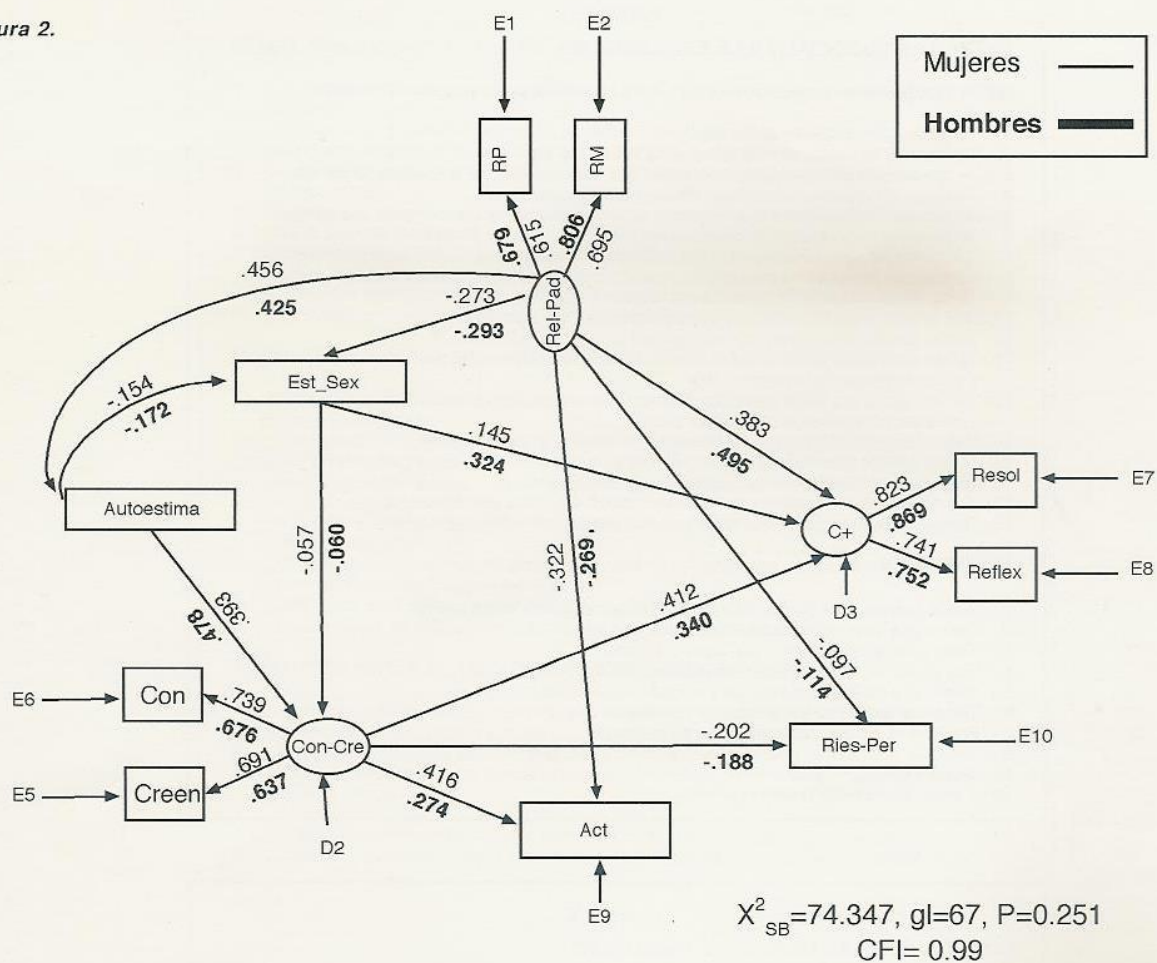 ura 2.
E1
E2
Mujeres
Hombres
RP
RM
.679
.615
.806
.695
Rel-Pad
.456
.425
-.273
-.293
Est_Sex
-.154
-.172
.145
.324
.383
.495
Autoestima
Resol
E7
.823
.869
C+
.741
.752
Reflex
E8
D3
-.057
-.060
-.322
-.269.
.393
.478
.412
.340
-.097
-.114
E6
Con
.739
.676
Con-Cre
-.202
-.188
Ries-Per
E10
E5
Creen
.691
.637
.416
.274
D2
Act
E9
X²SB=74.347, gl=67, P=0.251
CFI= 0.99